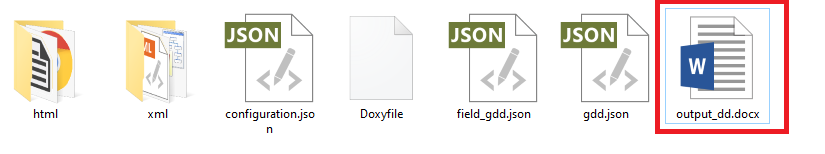 JSON
JSON
JSON
W
html
xml
configuration.jso
n
Doxyfile
field_gdd.json
gdd.json
output_dd.docx